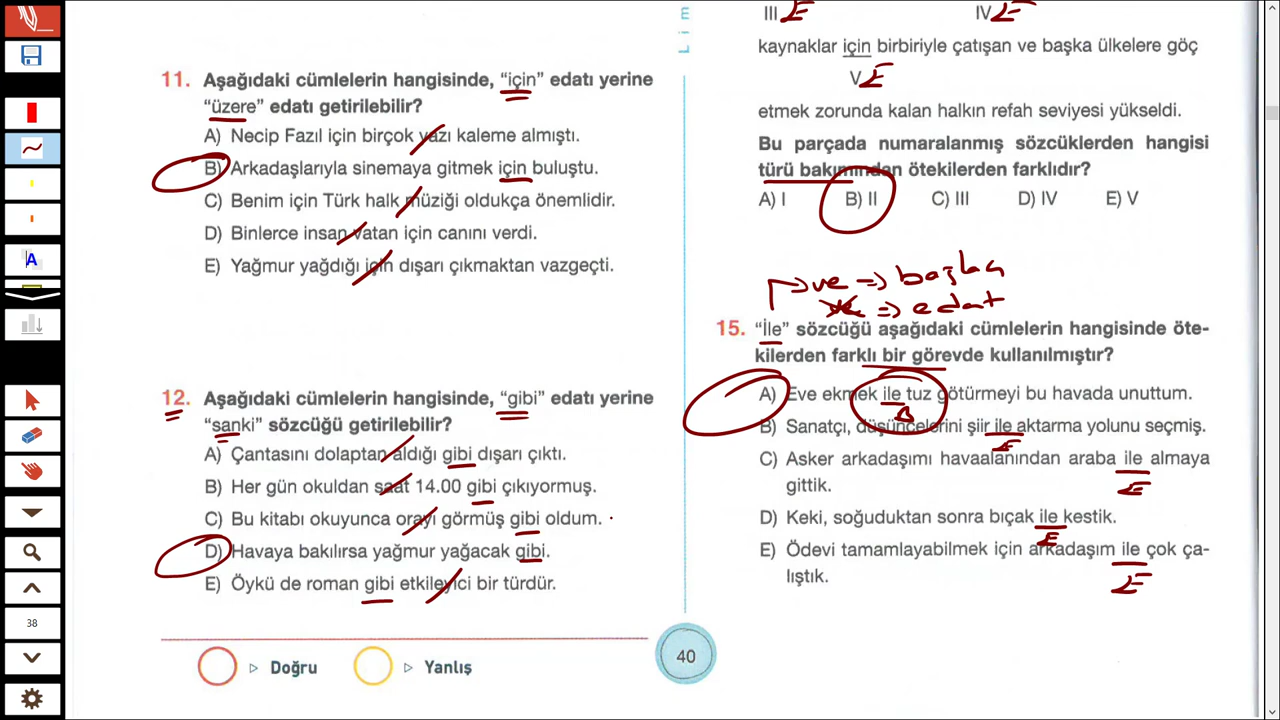 11. Aşağıdaki cümlelerin hangisinde, “için” edatı yerine
“üzere” edatı getirilebilir?
A) Necip Fazıl için birçok yazı kaleme almıştı.
B) Arkadaşlarıyla sinemaya gitmek için buluştu.
C) Benim için Türk halk müziği oldukça önemlidir.
D) Binlerce insan vatan için canını verdi.
E) Yağmur yağdığı için dışarı çıkmaktan vazgeçti.
12. Aşağıdaki cümlelerin hangisinde, “gibi” edatı yerine
“sanki” sözcüğü getirilebilir?
A) Çantasını dolaptan aldığı gibi dışarı çıktı.
B) Her gün okuldan saat 14.00 gibi çıkıyormuş.
C) Bu kitabı okuyunca orayı görmüş gibi oldum.
D) Havaya bakılırsa yağmur yağacak gibi.
E) Öykü de roman gibi etkileyici bir türdür.
Doğru Yanlış
40
Lim
III E IV E
kaynaklar için birbiriyle çatışan ve başka ülkelere göç
V E
etmek zorunda kalan halkın refah seviyesi yükseldi.
Bu parçada numaralanmış sözcüklerden hangisi
türü bakımından ötekilerden farklıdır?
A) I B) II C) III D) IV E) V
ve => bağlaç
ve => edat
15. “İle” sözcüğü aşağıdaki cümlelerin hangisinde öte-
kilerden farklı bir görevde kullanılmıştır?
A) Eve ekmek ile tuz götürmeyi bu havada unuttum.
B
B) Sanatçı, düşüncelerini şiir ile aktarma yolunu seçmiş.
E
C) Asker arkadaşımı havaalanından araba ile almaya
gittik.
E
D) Keki, soğuduktan sonra bıçak ile kestik.
E
E) Ödevi tamamlayabilmek için arkadaşım ile çok ça-
lıştık.
E
A
38